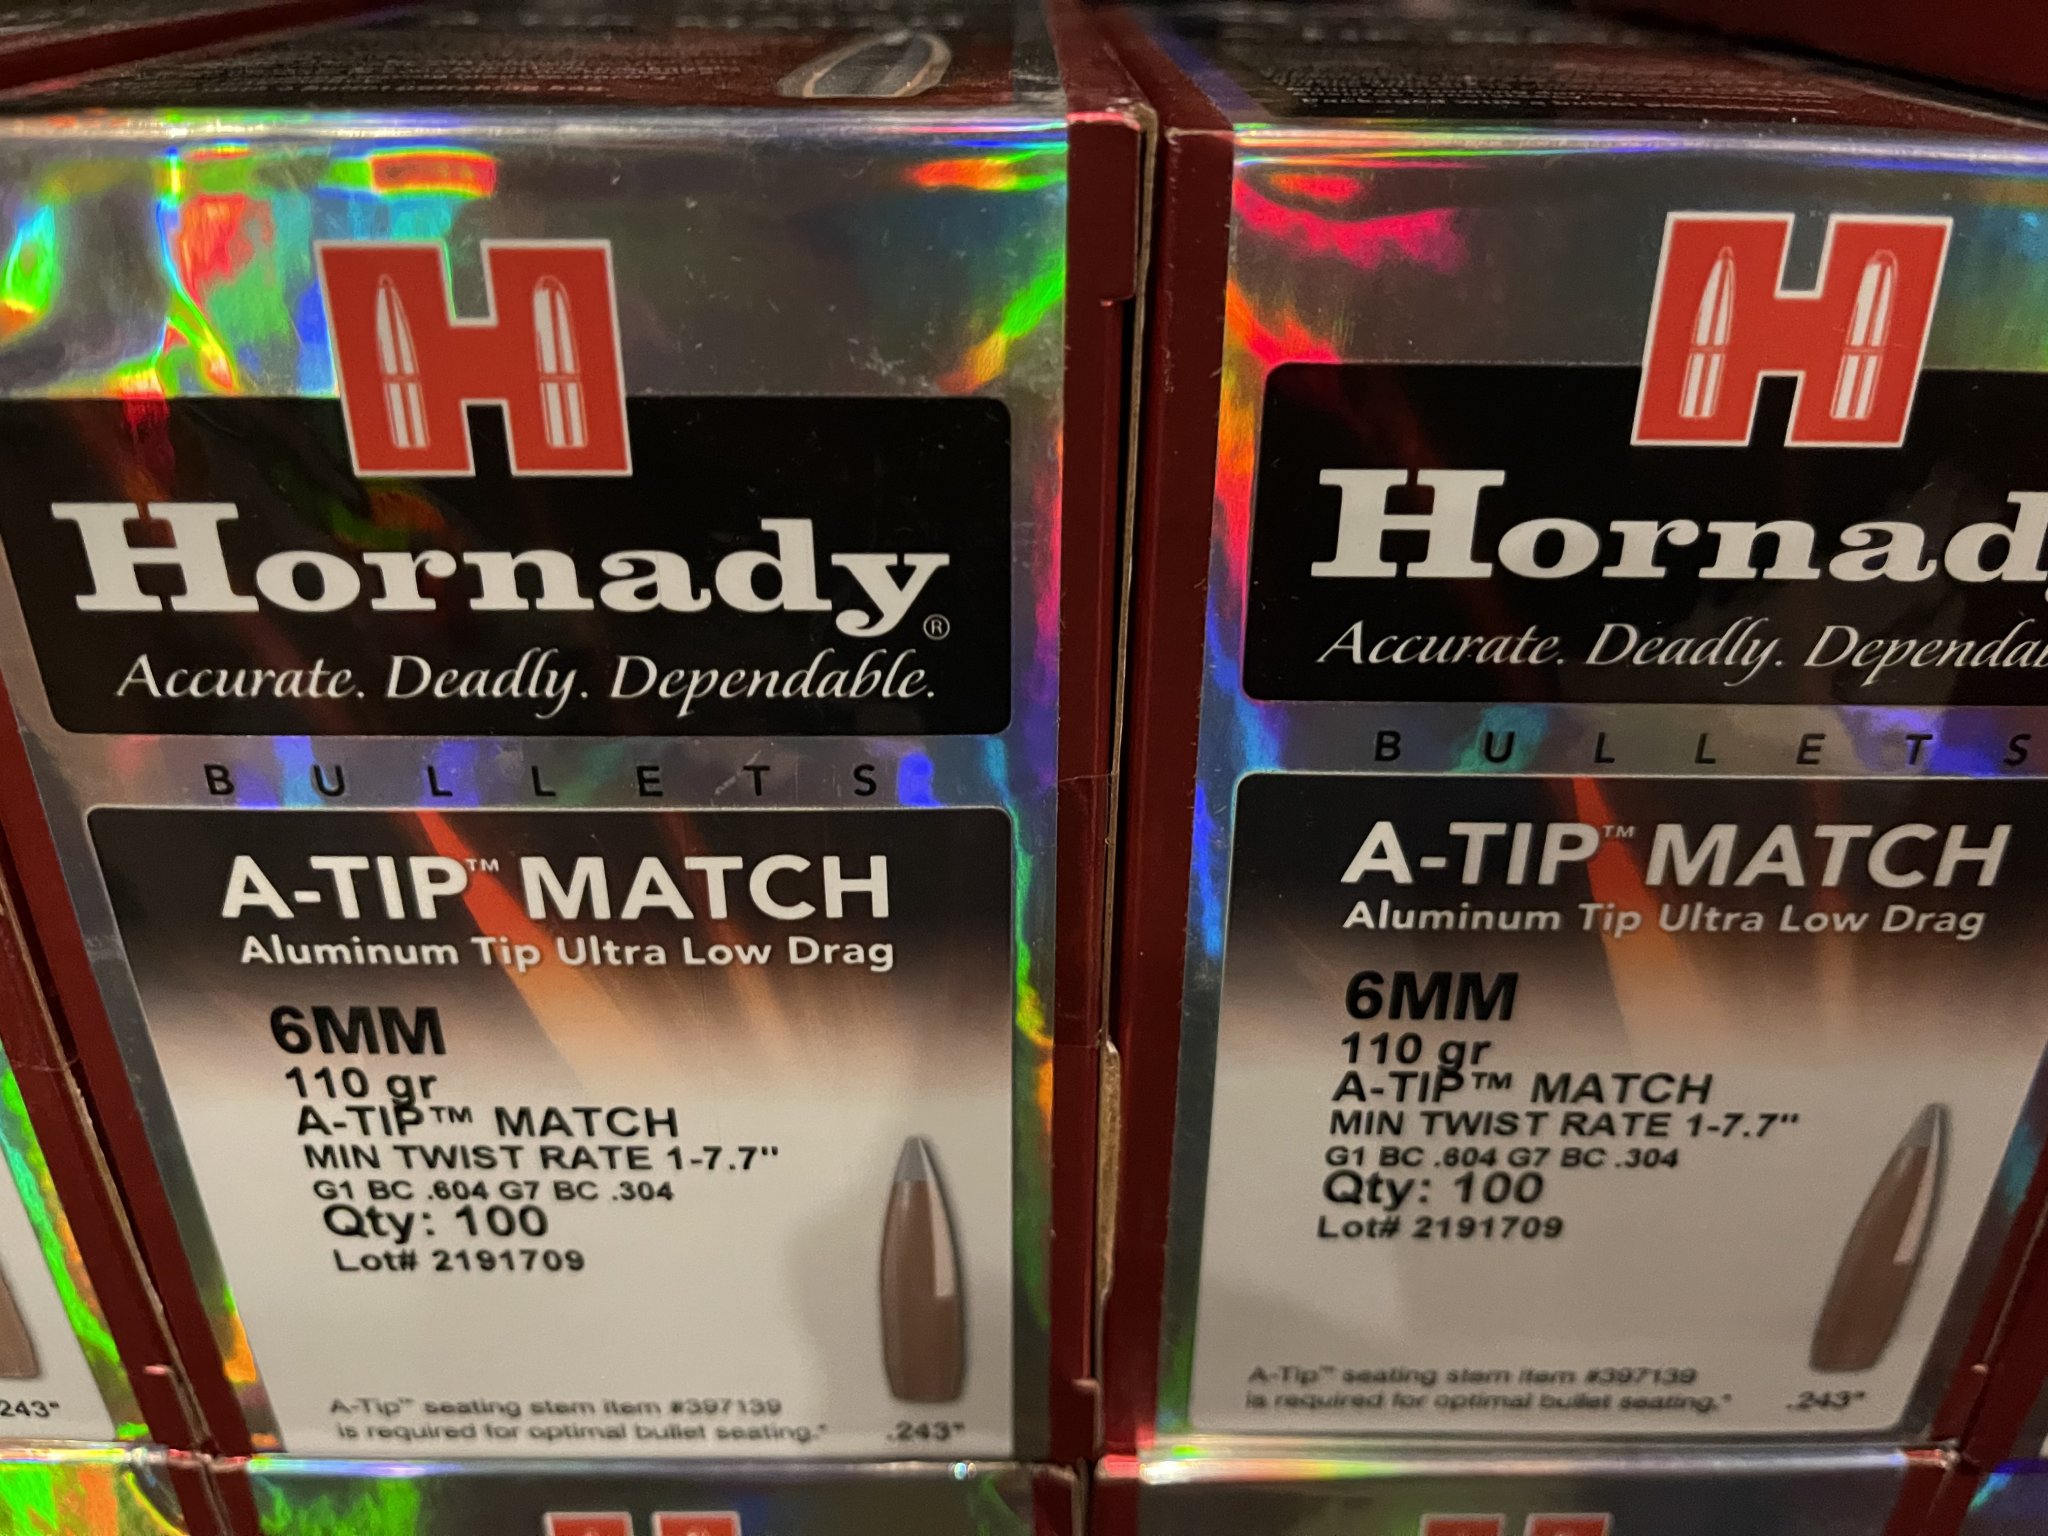 Hornady®
Accurate. Deadly. Dependable.
BULLETS
A-TIP™ MATCH
Aluminum Tip Ultra Low Drag
6MM
110 gr
A-TIP™ MATCH
MIN TWIST RATE 1-7.7"
G1 BC .604 G7 BC .304
Qty: 100
Lot# 2191709
A-Tip™ seating stem item #397139
is required for optimal bullet seating.*
.243"
Hornady
Accurate. Deadly.
BULLETS
A-TIP™ MATCH
Aluminum Tip Ultra Low Drag
6MM
110 gr
A-TIP™ MATCH
MIN TWIST RATE 1-7.7"
G1 BC .604 G7 BC .304
Qty: 100
Lot# 2191709
A-Tip™ seating stem item #397139
is required for optimal bullet seating.*
.243"
.243"